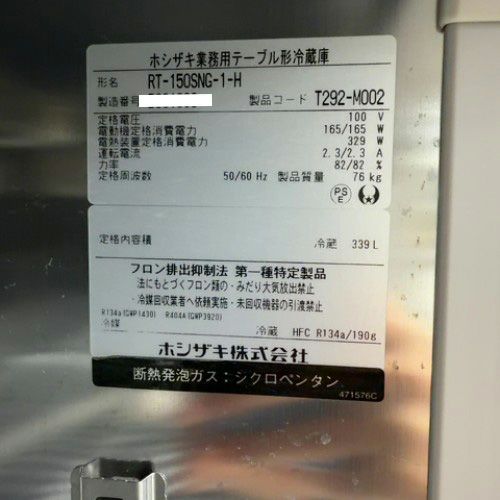 ホシザキ業務用テーブル形冷蔵庫
形名 RT-150SNG-1-H
製造番号 製品コード T292-M002
定格電圧 100 V
電動機定格消費電力 165/165 W
電熱装置定格消費電力 329 W
運転電流 2.3/2.3 A
力率 82/82 %
定格周波数 50/60 Hz 製品質量 76 kg
PS
E
定格内容積 冷蔵 339 L
フロン排出抑制法 第一種特定製品
・法にもとづくフロン類の・みだり大気放出禁止
・冷媒回収業者へ依頼実施・未回収機器の引渡禁止
R134a(GWP1430) R404A(GWP3920)
冷媒 冷蔵 HFC R134a/190g
ホシザキ株式会社
断熱発泡ガス：シクロペンタン
471576C